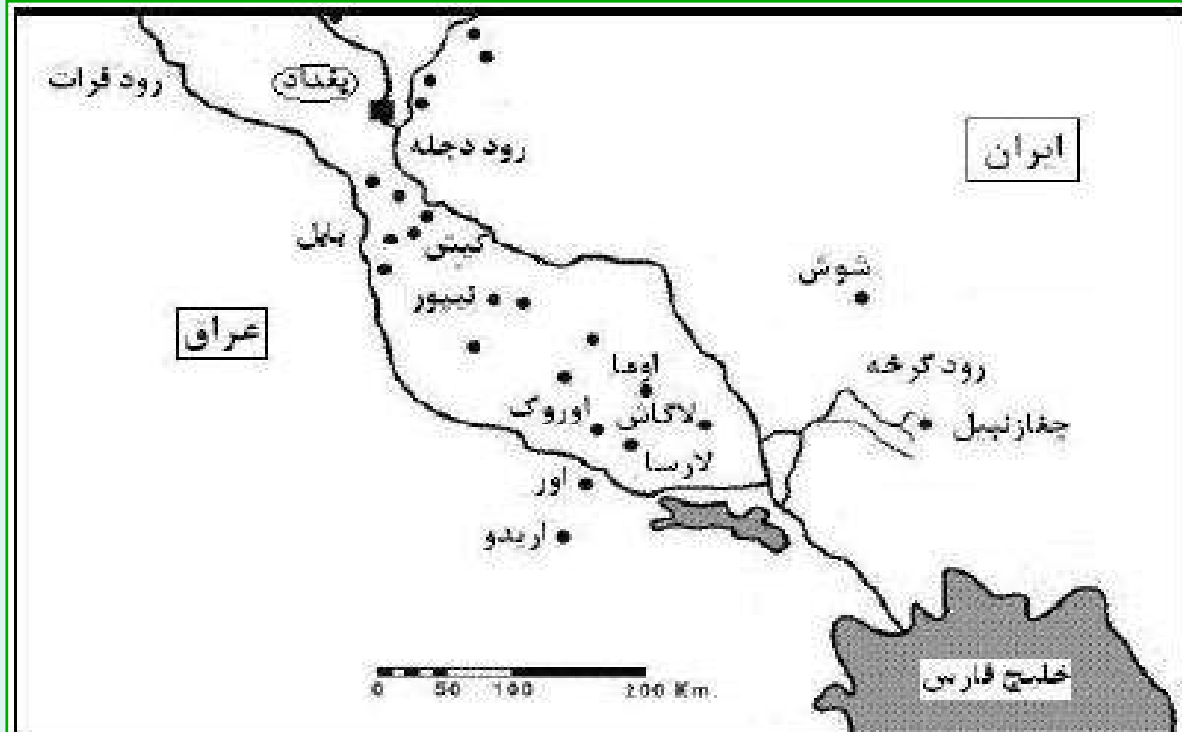 رود فرات
بغداد
رود دجله
ایران
بابل
کیش
شوش
نیپور
عراق
رود کرخه
اوما
اوروک
لاگاش
چغازنبیل
لارسا
اور
اریدو
خلیج فارس
0 50 100 200 Km.